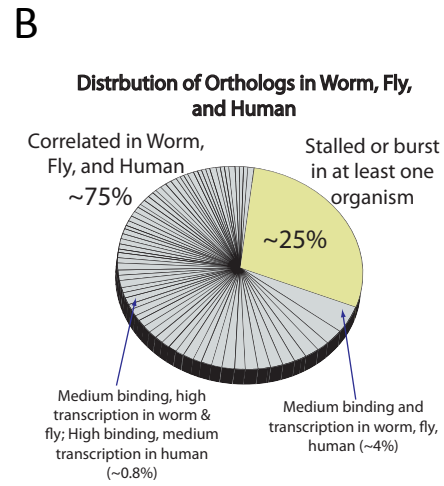 B
Distrbution of Orthologs in Worm, Fly,
and Human
Correlated in Worm,
Fly, and Human
~75%
Stalled or burst
in at least one
organism
~25%
Medium binding, high
transcription in worm &
fly; High binding, medium
transcription in human
(~0.8%)
Medium binding and
transcription in worm, fly,
human (~4%)